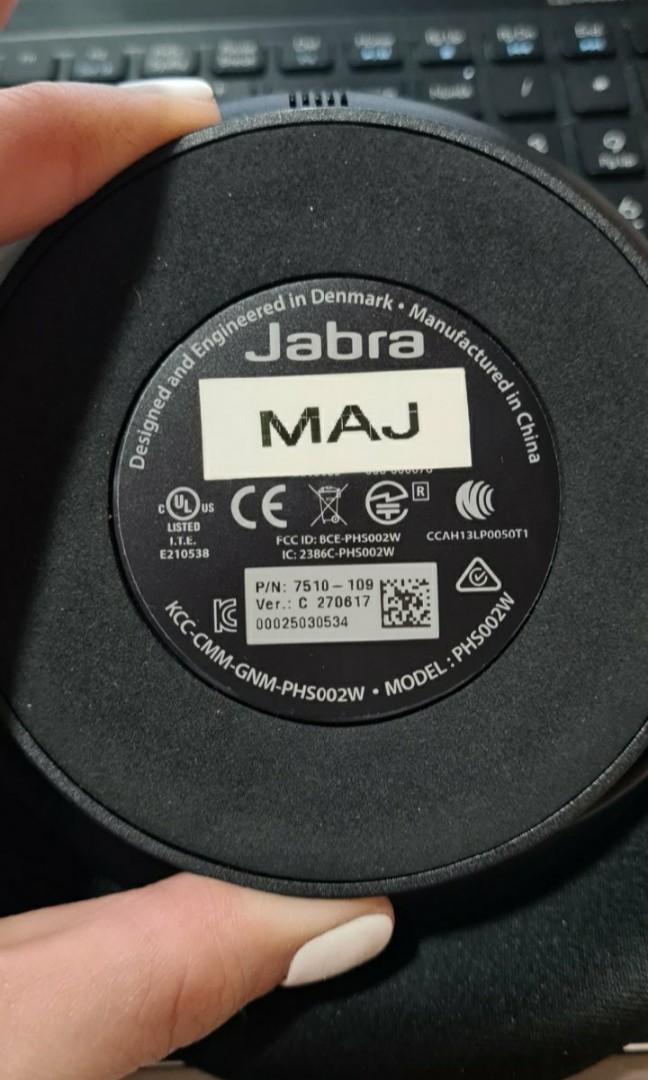 Designed and Engineered in Denmark • Manufactured in China
Jabra
MAJ
c UL US
LISTED
I.T.E.
E210538
CE
R
FCC ID: BCE-PHS002W
IC: 2386C-PHS002W
CCAH13LP0050T1
P/N: 7510-109
Ver.: C 270617
00025030534
KCC-CMM-GNM-PHS002W • MODEL: PHS002W